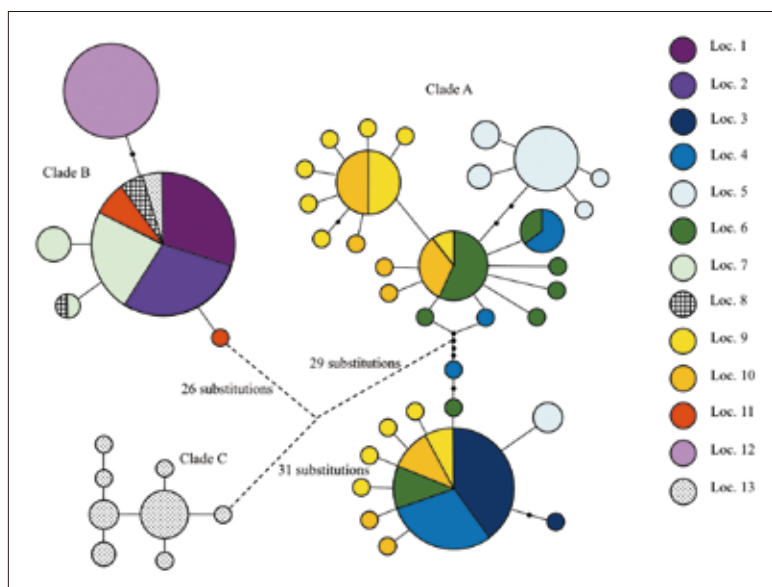 Clade A
Clade B
29 substitutions
26 substitutions
Clade C
31 substitutions
Loc. 1
Loc. 2
Loc. 3
Loc. 4
Loc. 5
Loc. 6
Loc. 7
Loc. 8
Loc. 9
Loc. 10
Loc. 11
Loc. 12
Loc. 13